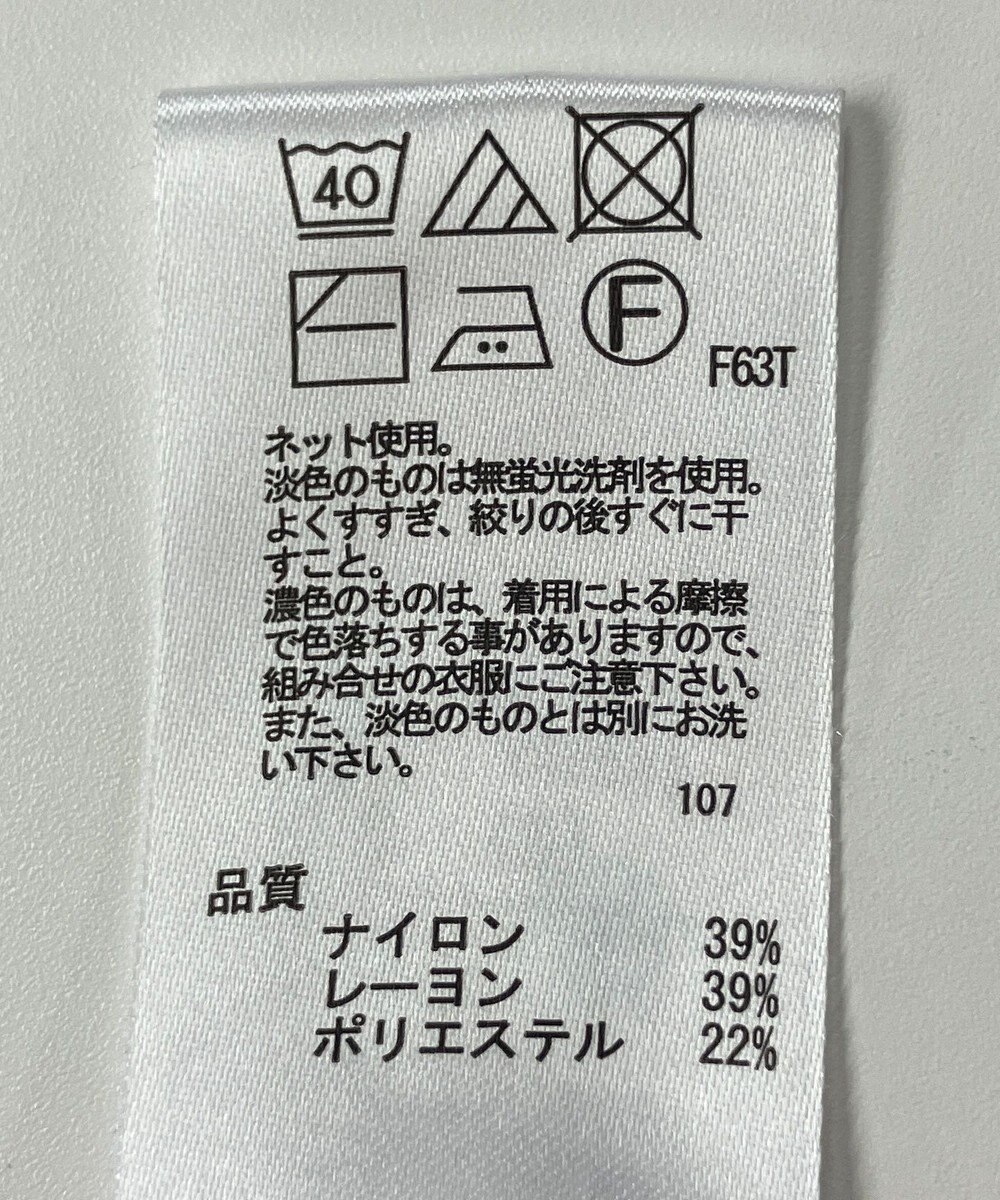 40
F
F63T
ネット使用。
淡色のものは無蛍光洗剤を使用。
よくすすぎ、絞りの後すぐに干
すこと。
濃色のものは、着用による摩擦
で色落ちする事がありますので、
組み合せの衣服にご注意下さい。
また、淡色のものとは別にお洗
い下さい。
107
品質
ナイロン 39%
レーヨン 39%
ポリエステル 22%